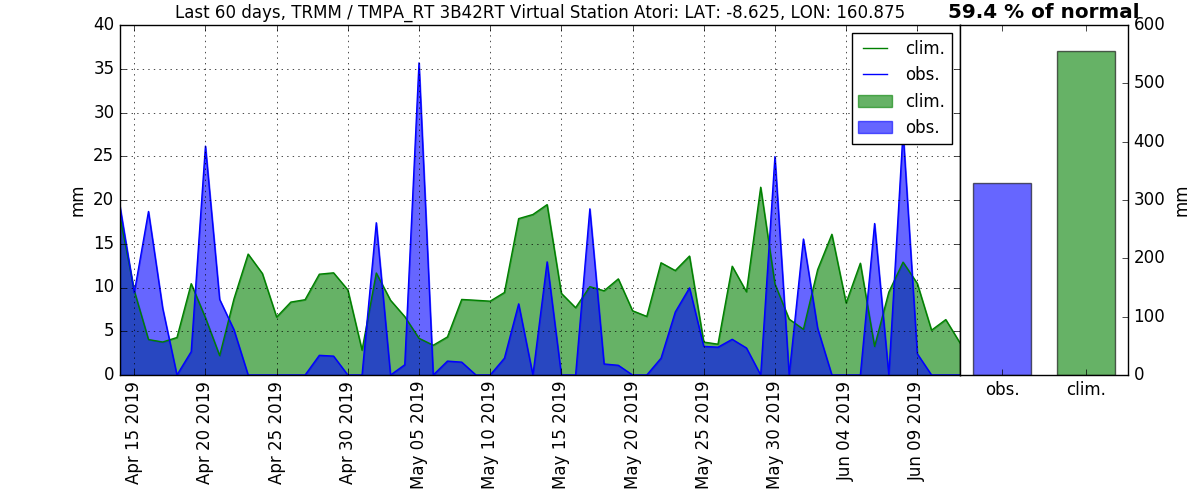 Last 60 days, TRMM / TMPA_RT 3B42RT Virtual Station Atori: LAT: -8.625, LON: 160.875
59.4 % of normal
40
35
30
25
20
15
10
5
0
mm
clim.
obs.
clim.
obs.
600
500
400
300
200
100
0
mm
Apr 15 2019
Apr 20 2019
Apr 25 2019
Apr 30 2019
May 05 2019
May 10 2019
May 15 2019
May 20 2019
May 25 2019
May 30 2019
Jun 04 2019
Jun 09 2019
obs.
clim.